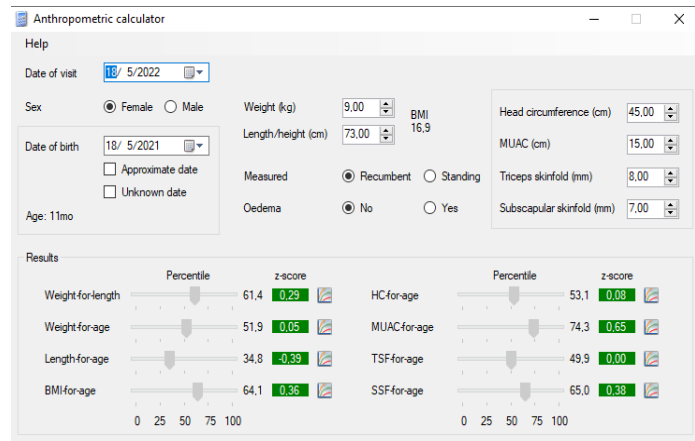 Anthropometric calculator
Help
Date of visit 18/ 5/2022
Sex Female Male
Date of birth 18/ 5/2021
Approximate date
Unknown date
Age: 11mo
Weight (kg) 9,00
Length/height (cm) 73,00
BMI
16,9
Measured Recumbent Standing
Oedema No Yes
Head circumference (cm) 45,00
MUAC (cm) 15,00
Triceps skinfold (mm) 8,00
Subscapular skinfold (mm) 7,00
Results
Percentile z-score
Weight-for-length 61,4 0,29
Weight-for-age 51,9 0,05
Length-for-age 34,8 -0,39
BMI-for-age 64,1 0,36
0 25 50 75 100
Percentile z-score
HC-for-age 53,1 0,08
MUAC-for-age 74,3 0,65
TSF-for-age 49,9 0,00
SSF-for-age 65,0 0,38
0 25 50 75 100